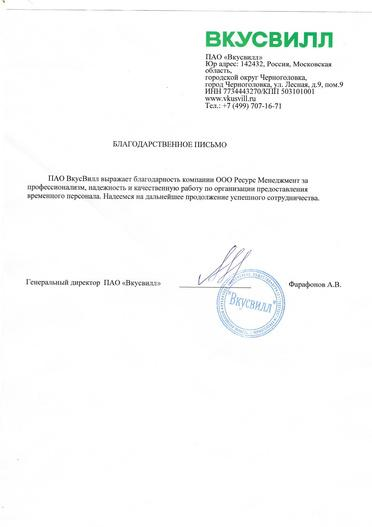 ВКУСВИЛЛ
ПАО «Вкусвилл»
Юр адрес: 142432, Россия, Московская
область,
городской округ Черноголовка,
город Черноголовка, ул. Лесная, д.9, пом.9
ИНН 7734443270/КПП 503101001
www.vkusvill.ru
Тел.: +7 (499) 707-16-71
БЛАГОДАРСТВЕННОЕ ПИСЬМО
ПАО ВкусВилл выражает благодарность компании ООО Ресурс Менеджмент за
профессионализм, надежность и качественную работу по организации предоставления
временного персонала. Надеемся на дальнейшее продолжение успешного сотрудничества.
Генеральный директор ПАО «Вкусвилл»
Фарафонов А.В.
"Вкусвилл"